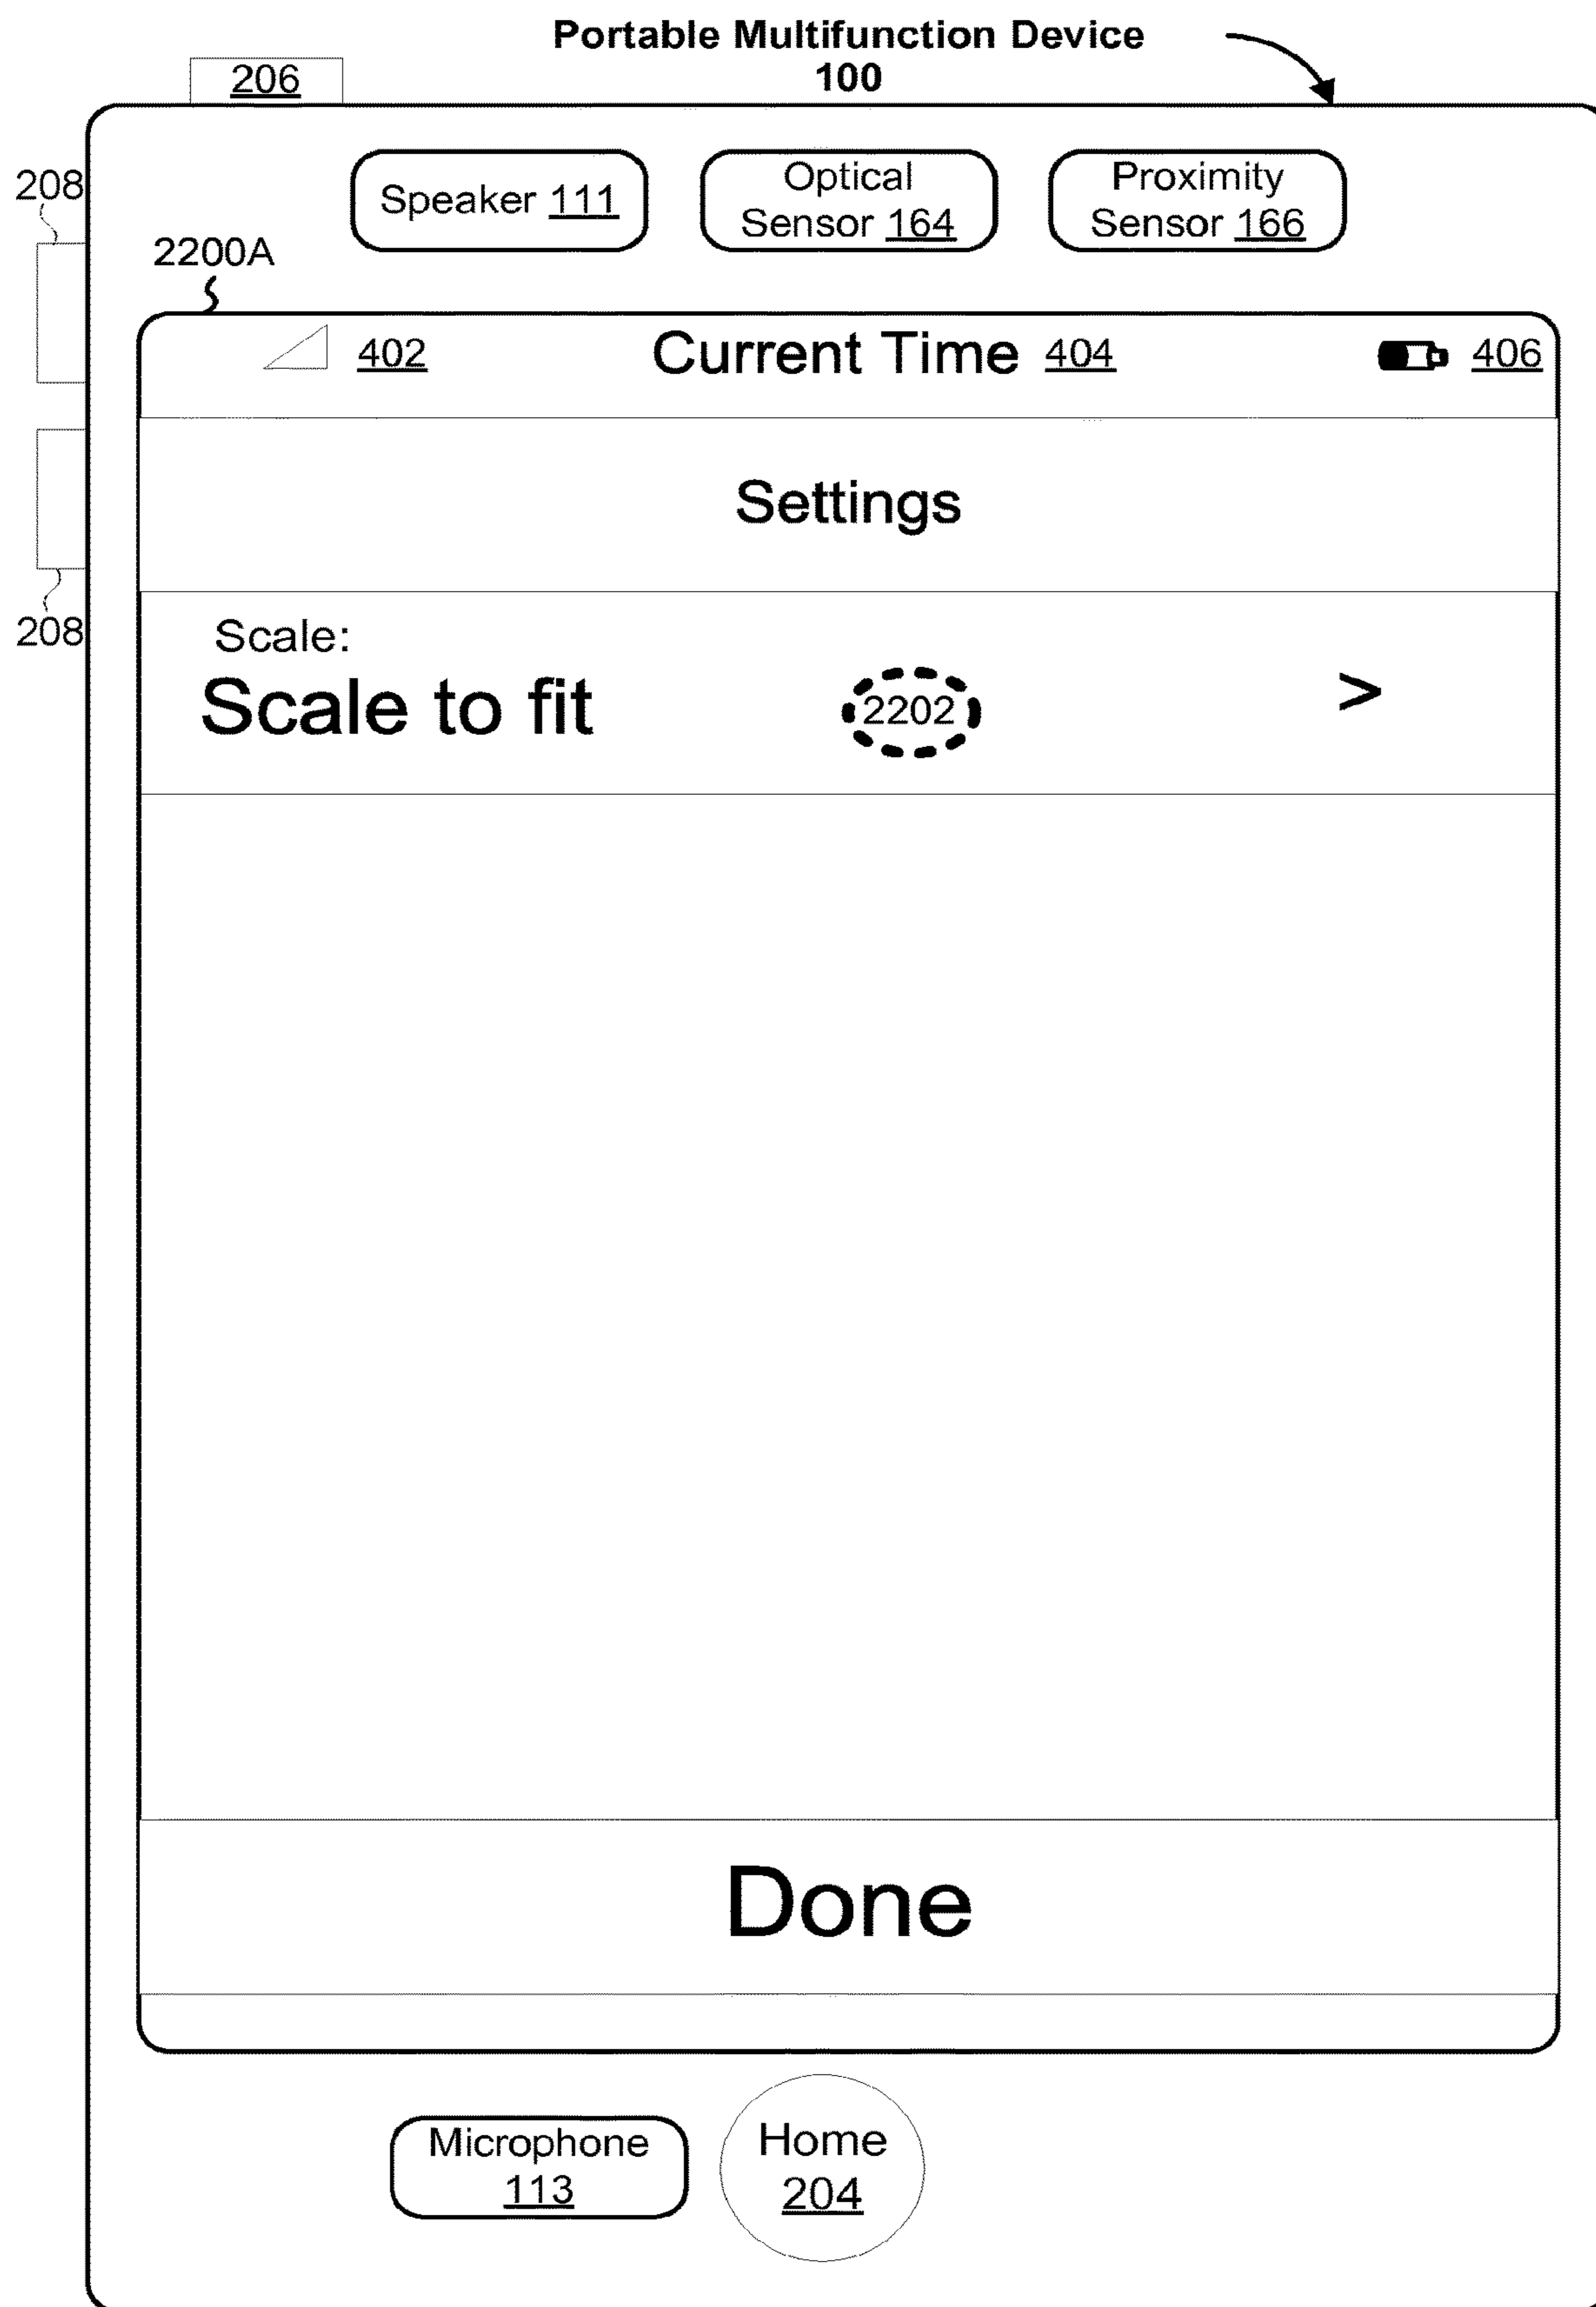 Portable Multifunction Device
100
206
208
Speaker 111
Optical
Sensor 164
Proximity
Sensor 166
2200A
402
Current Time 404
406
Settings
208
Scale:
Scale to fit
2202
>
Done
Microphone
113
Home
204